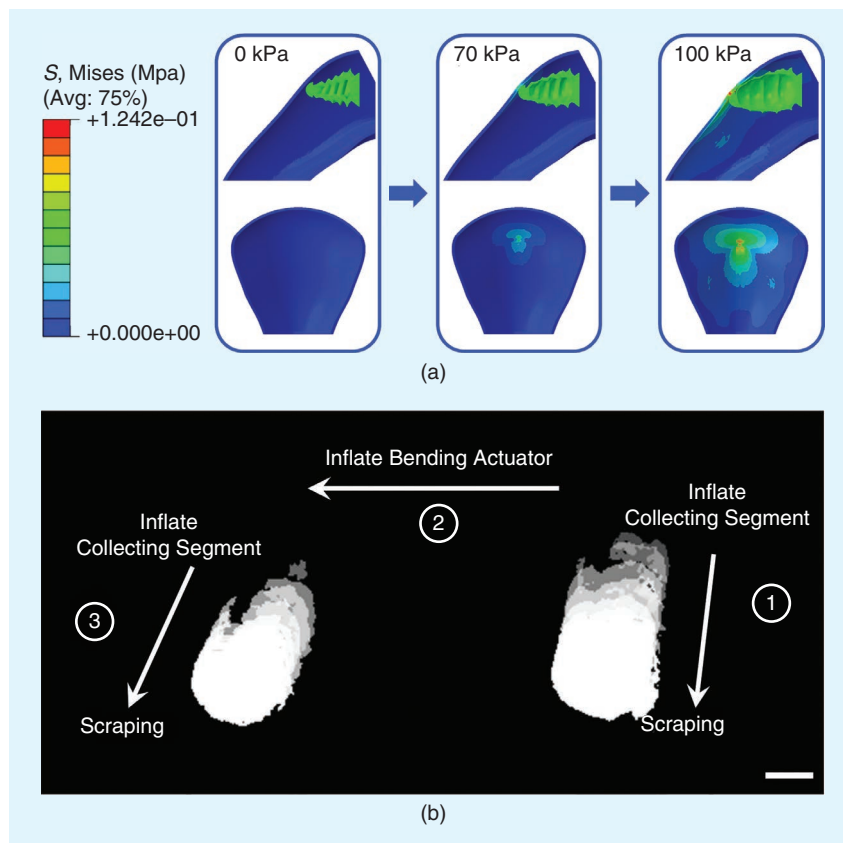 0 kPa
70 kPa
100 kPa
S, Mises (Mpa)
(Avg: 75%)
+1.242e–01
+0.000e+00
(a)
Inflate Bending Actuator
2
Inflate
Collecting Segment
1
Scraping
Inflate
Collecting Segment
3
Scraping
(b)